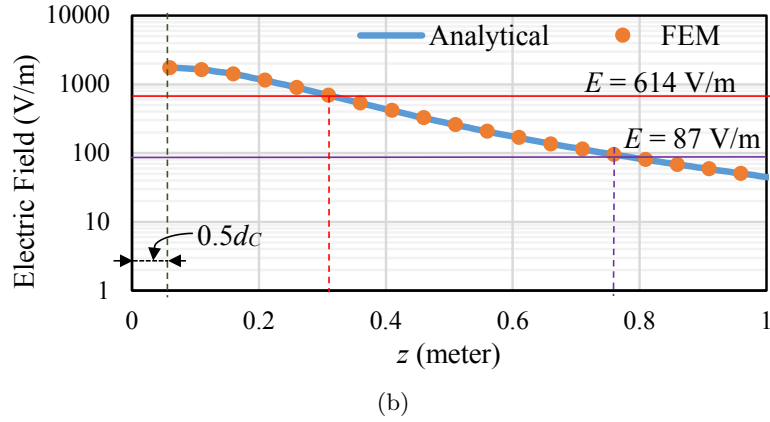 10000
1000
100
10
1
Electric Field (V/m)
Analytical
FEM
E = 614 V/m
E = 87 V/m
0.5dC
0
0.2
0.4
0.6
0.8
1
z (meter)
(b)